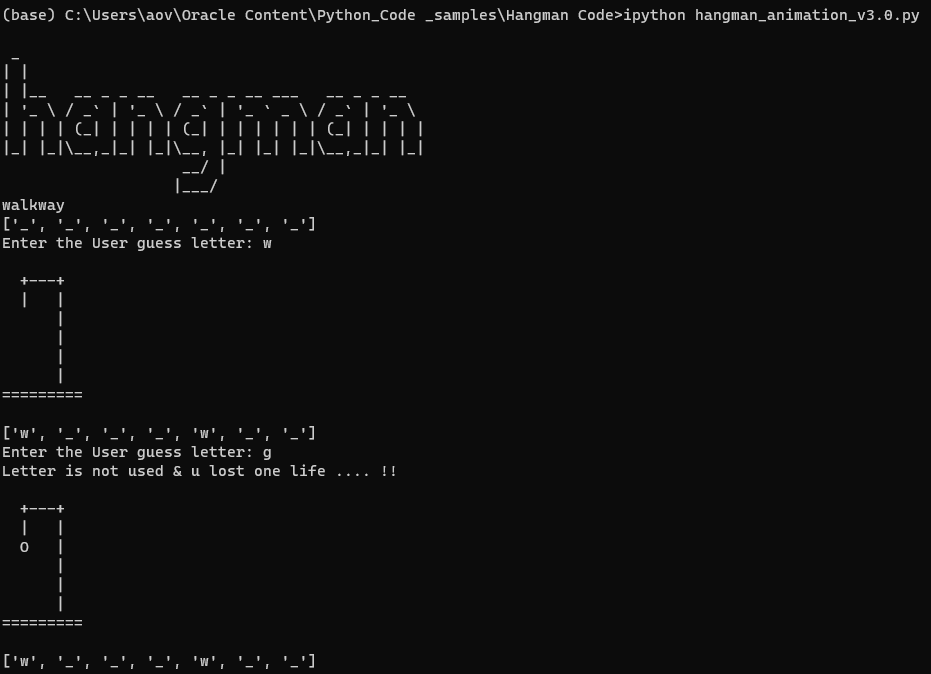 (base) C:\Users\aov\Oracle Content\Python_Code _samples\Hangman Code>ipython hangman_animation_v3.0.py
 _
| |
| |__   __ _ _ __   __ _ _ __ ___   __ _ _ __
| '_ \ / _` | '_ \ / _` | '_ ` _ \ / _` | '_ \
| | | | (_| | | | | (_| | | | | | | (_| | | | |
|_| |_|\__,_|_| |_|\__, |_| |_| |_|\__,_|_| |_|
                    __/ |
                   |___/
walkway
['_', '_', '_', '_', '_', '_', '_']
Enter the User guess letter: w
  +---+
  |   |
      |
      |
      |
      |
=========
['w', '_', '_', '_', 'w', '_', '_']
Enter the User guess letter: g
Letter is not used & u lost one life .... !!
  +---+
  |   |
  O   |
      |
      |
      |
=========
['w', '_', '_', '_', 'w', '_', '_']